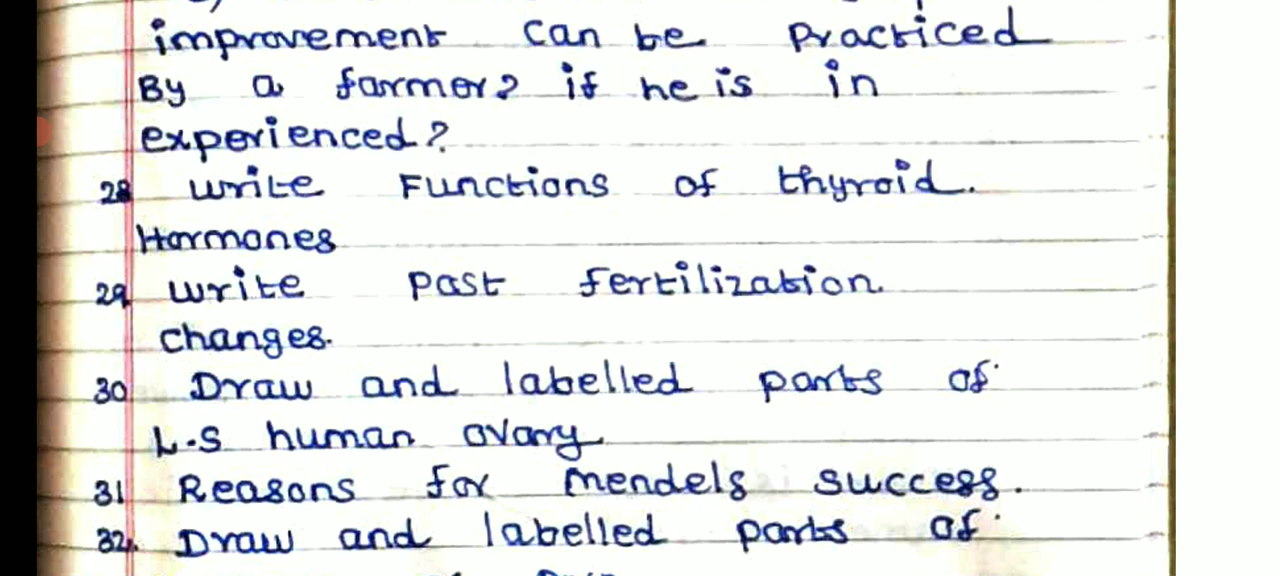 improvement can be Practiced
By a farmer? if he is in
experienced?
28 write Functions of thyroid.
Hormones
29 write past fertilization.
changes.
30 Draw and labelled parts of
L.S human ovary
31 Reasons for mendels success.
32. Draw and labelled parts of